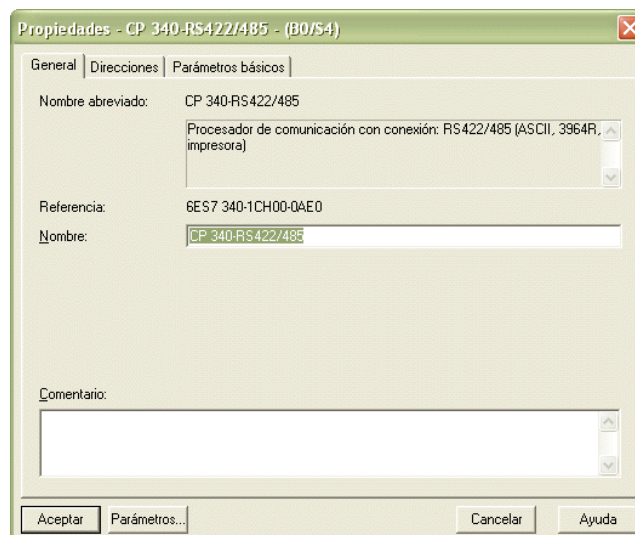 Propiedades - CP 340-RS422/485 - (B0/S4)
General
Direcciones
Parámetros básicos
Nombre abreviado:
CP 340-RS422/485
Procesador de comunicación con conexión: RS422/485 (ASCII, 3964R,
impresora)
Referencia:
6ES7 340-1CH00-0AE0
Nombre:
CP 340-RS422/485
Comentario:
Aceptar
Parámetros...
Cancelar
Ayuda